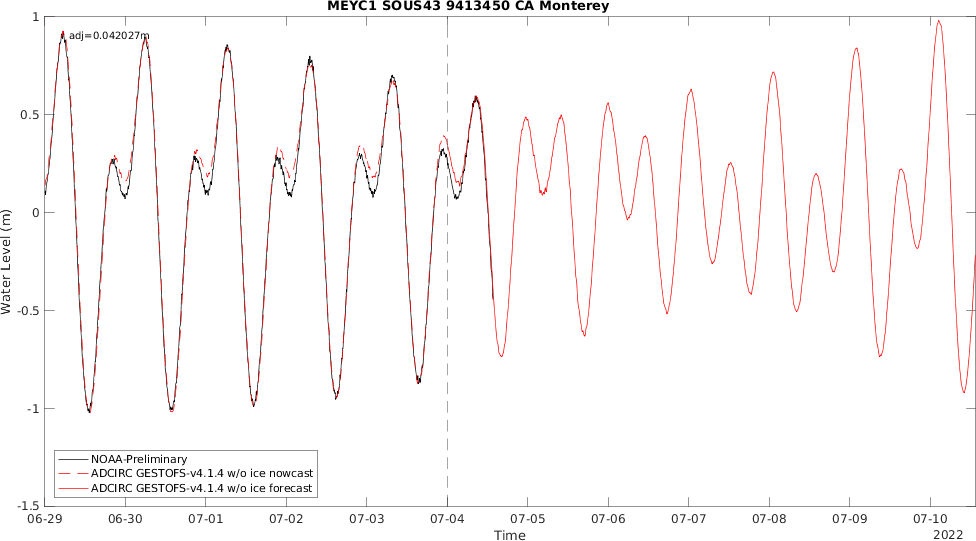 MEYC1 SOUS43 9413450 CA Monterey
adj=0.042027m
1
0.5
0
-0.5
-1
-1.5
Water Level (m)
NOAA-Preliminary
ADCIRC GESTOFS-v4.1.4 w/o ice nowcast
ADCIRC GESTOFS-v4.1.4 w/o ice forecast
06-29 06-30 07-01 07-02 07-03 07-04 07-05 07-06 07-07 07-08 07-09 07-10
Time
2022